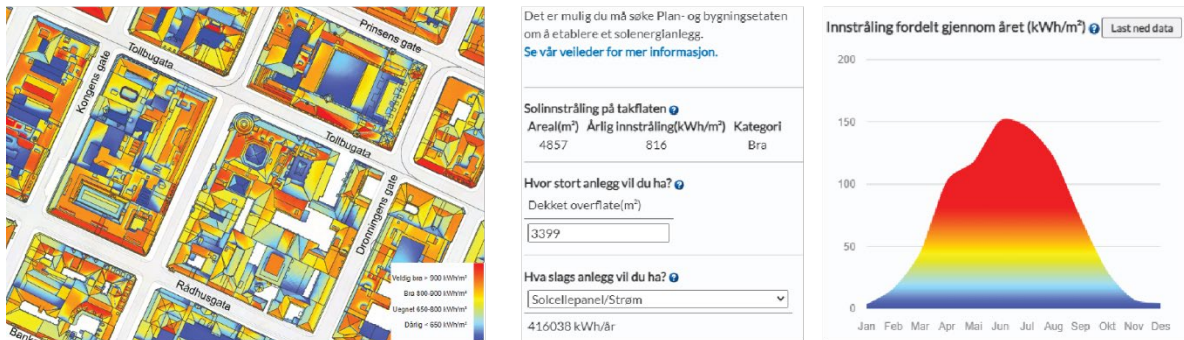 Prinsens gate
Tollbugata
Kongens gate
Tollbugata
Dronningens gate
Rådhusgata
Bank
Veldig bra > 900 kWh/m²
Bra 800-900 kWh/m²
Uegnet 650-800 kWh/m²
Dårlig < 650 kWh/m²
Det er mulig du må søke Plan- og bygningsetaten
om å etablere et solenergianlegg.
Se vår veileder for mer informasjon.
Solinnstråling på takflaten ?
Areal(m²) Årlig innstråling(kWh/m²) Kategori
4857 816 Bra
Hvor stort anlegg vil du ha? ?
Dekket overflate(m²)
3399
Hva slags anlegg vil du ha? ?
Solcellepanel/Strøm
416038 kWh/år
Innstråling fordelt gjennom året (kWh/m²) ? Last ned data
200
150
100
50
0
Jan Feb Mar Apr Mai Jun Jul Aug Sep Okt Nov Des